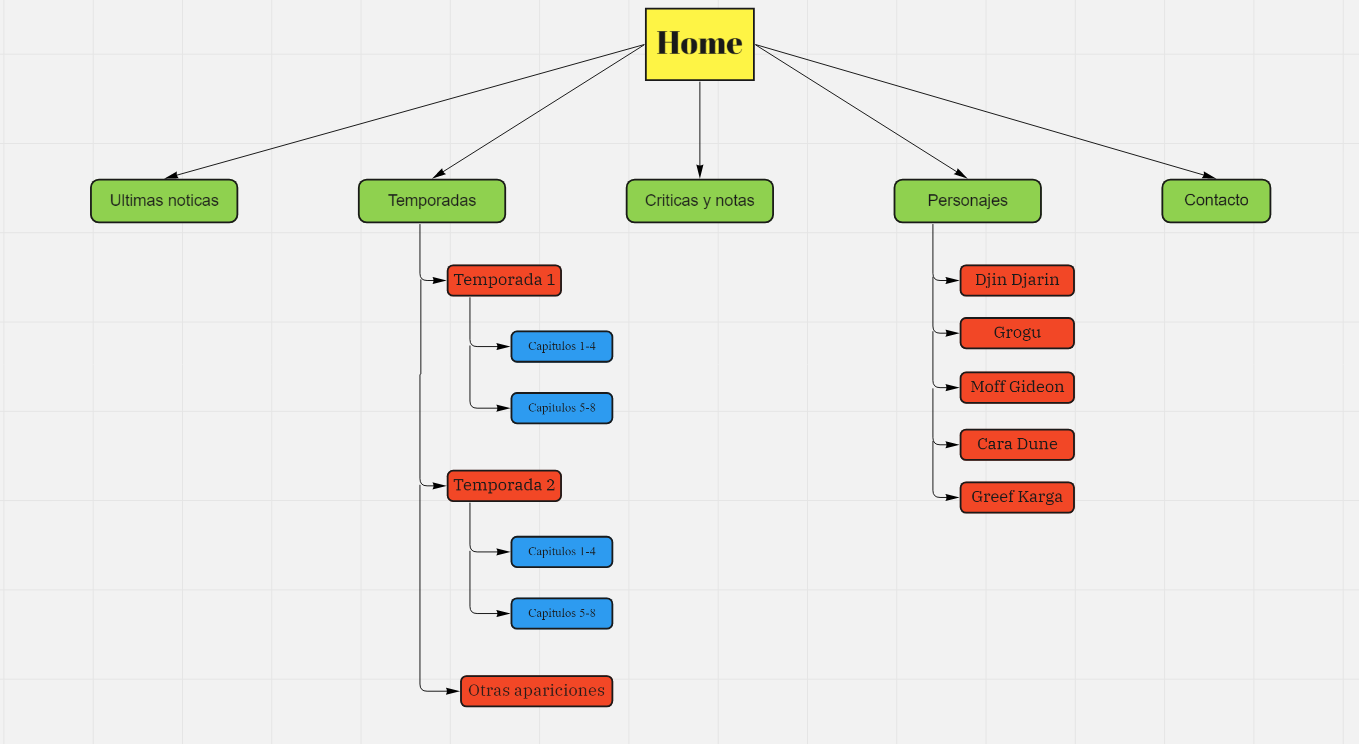 Home
Ultimas noticas
Temporadas
Criticas y notas
Personajes
Contacto
Temporada 1
Capitulos 1-4
Capitulos 5-8
Temporada 2
Capitulos 1-4
Capitulos 5-8
Otras apariciones
Djin Djarin
Grogu
Moff Gideon
Cara Dune
Greef Karga